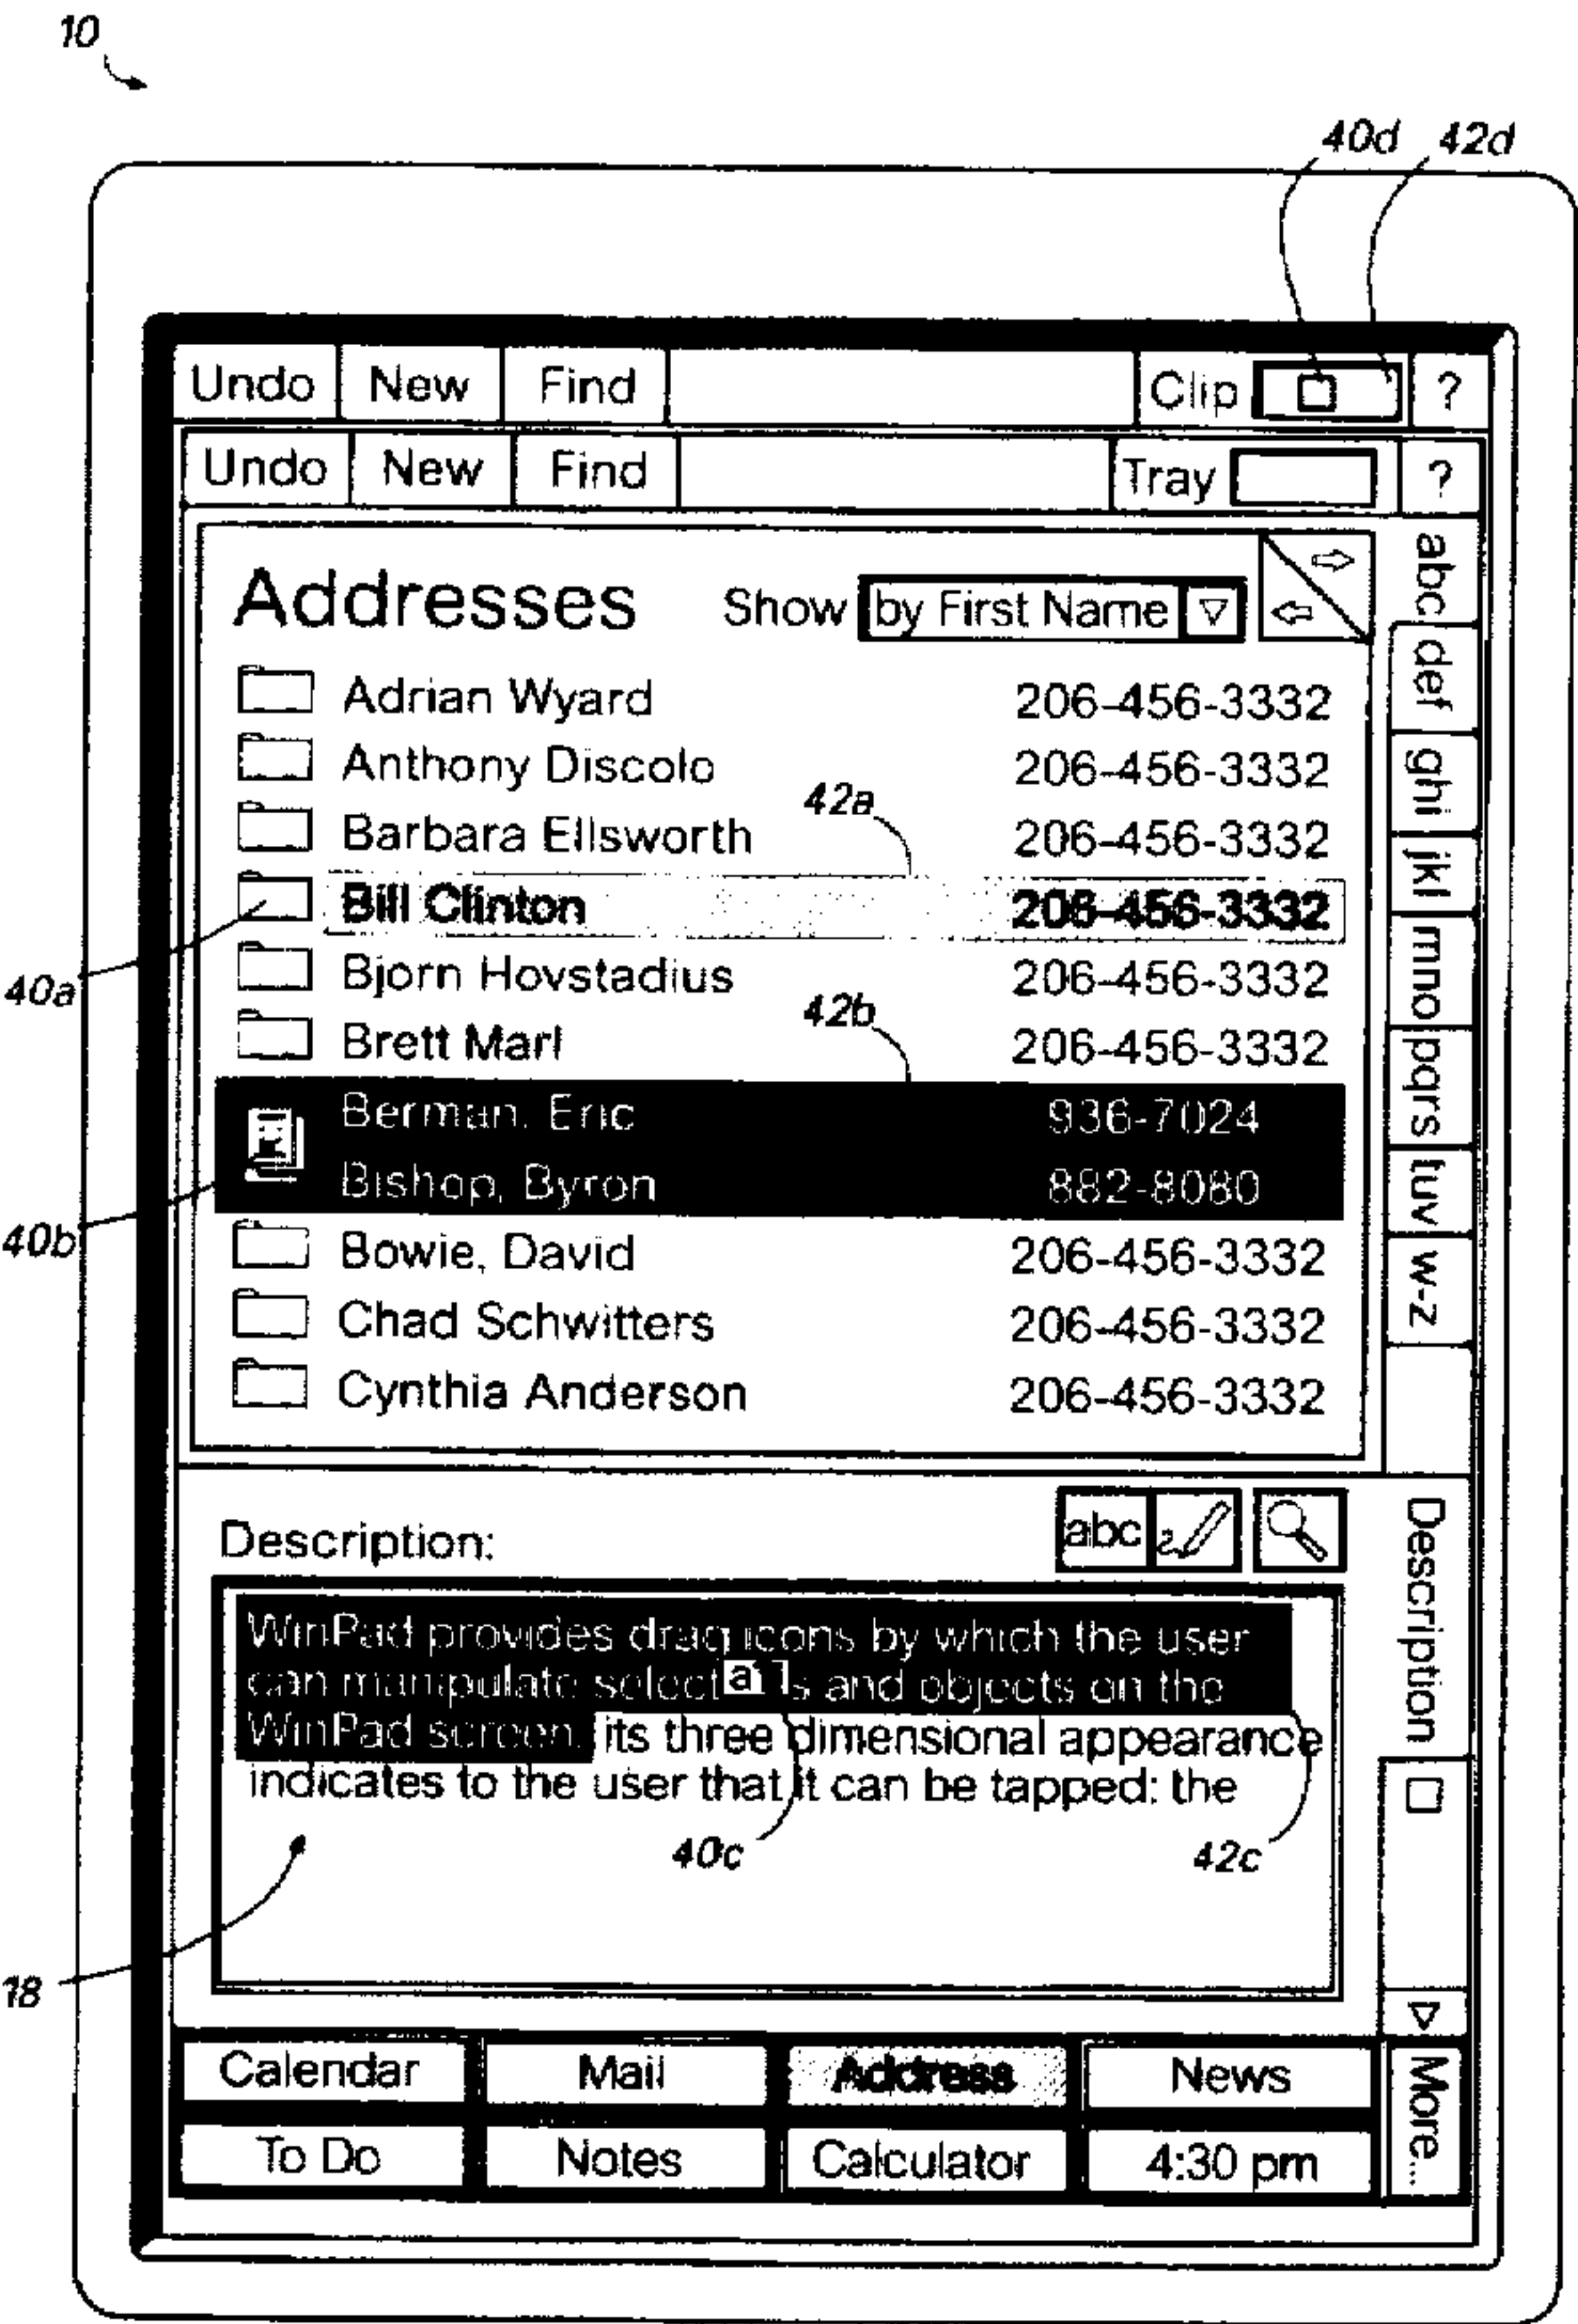 10
40d 42d
Undo New Find Clip ?
Undo New Find Tray ?
Addresses Show by First Name
Adrian Wyard 206-456-3332
Anthony Discolo 206-456-3332
42a
Barbara Ellsworth 206-456-3332
Bill Clinton 206-456-3332
40a
Bjorn Hovstadius 206-456-3332
42b
Brett Marl 206-456-3332
Berman, Eric 936-7024
Bishop, Byron 882-8080
40b
Bowie, David 206-456-3332
Chad Schwitters 206-456-3332
Cynthia Anderson 206-456-3332
abc
def
ghi
jkl
mno
pqrs
tuv
w-z
Description:
abc
WinPad provides drag icons by which the user
can manipulate select a s and objects on the
WinPad screen. its three dimensional appearance
indicates to the user that it can be tapped: the
40c 42c
18
Description
Calendar Mail Address News
To Do Notes Calculator 4:30 pm
More...